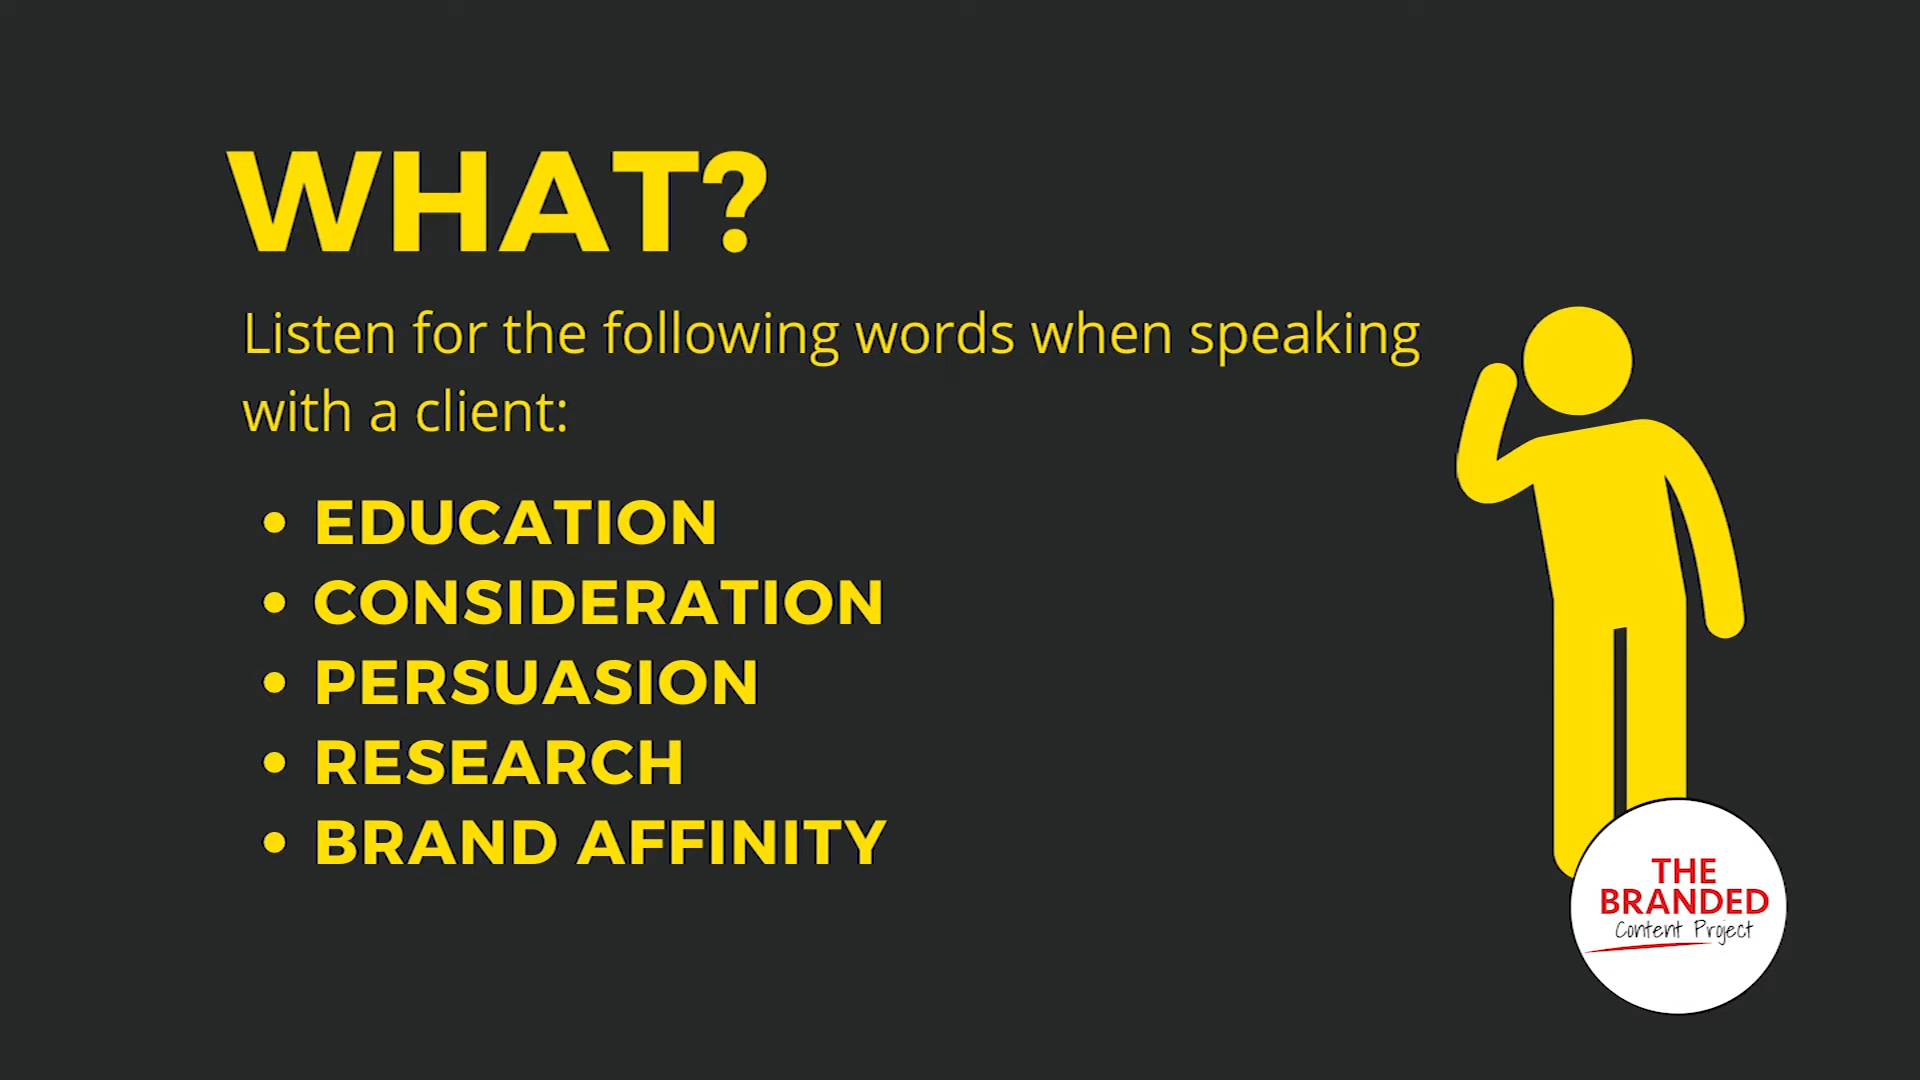 WHAT?
Listen for the following words when speaking
with a client:
• EDUCATION
• CONSIDERATION
• PERSUASION
• RESEARCH
• BRAND AFFINITY
THE
BRANDED
Content Project